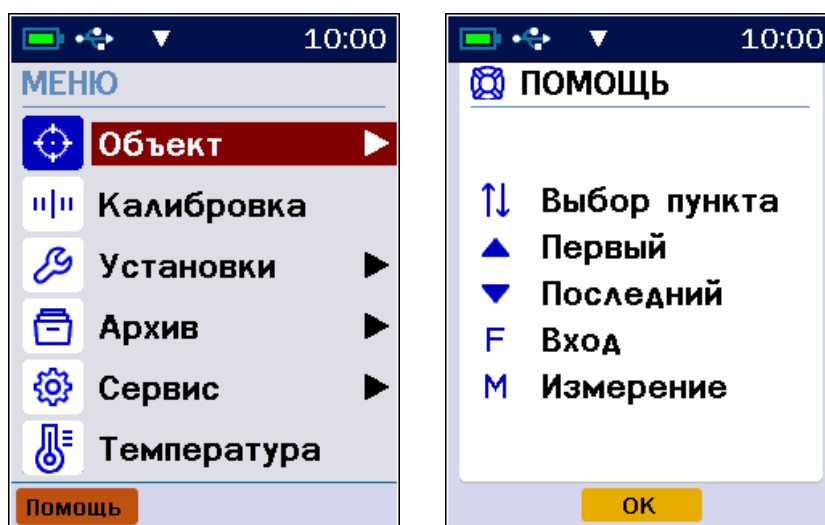 10:00
МЕНЮ
Объект
Калибровка
Установки
Архив
Сервис
Температура
Помощь
10:00
ПОМОЩЬ
Выбор пункта
Первый
Последний
F Вход
M Измерение
ОК